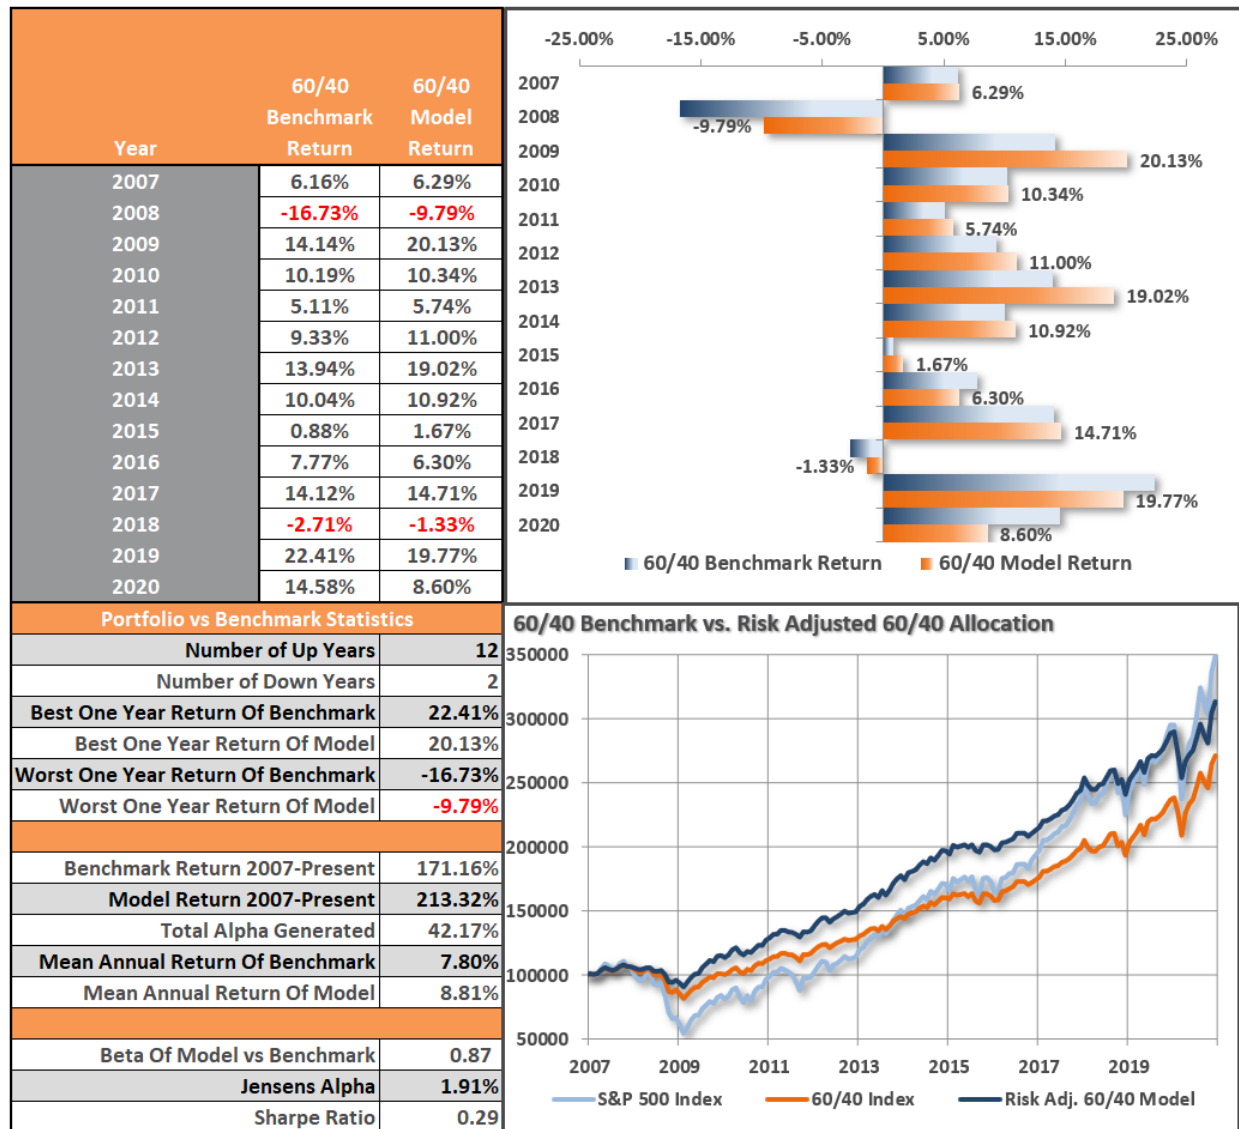 60/40 60/40
Benchmark Model
Year Return Return
2007 6.16% 6.29%
2008 -16.73% -9.79%
2009 14.14% 20.13%
2010 10.19% 10.34%
2011 5.11% 5.74%
2012 9.33% 11.00%
2013 13.94% 19.02%
2014 10.04% 10.92%
2015 0.88% 1.67%
2016 7.77% 6.30%
2017 14.12% 14.71%
2018 -2.71% -1.33%
2019 22.41% 19.77%
2020 14.58% 8.60%
-25.00% -15.00% -5.00% 5.00% 15.00% 25.00%
2007 6.29%
2008 -9.79%
2009 20.13%
2010 10.34%
2011 5.74%
2012 11.00%
2013 19.02%
2014 10.92%
2015 1.67%
2016 6.30%
2017 14.71%
2018 -1.33%
2019 19.77%
2020 8.60%
60/40 Benchmark Return 60/40 Model Return
Portfolio vs Benchmark Statistics
Number of Up Years 12
Number of Down Years 2
Best One Year Return Of Benchmark 22.41%
Best One Year Return Of Model 20.13%
Worst One Year Return Of Benchmark -16.73%
Worst One Year Return Of Model -9.79%
Benchmark Return 2007-Present 171.16%
Model Return 2007-Present 213.32%
Total Alpha Generated 42.17%
Mean Annual Return Of Benchmark 7.80%
Mean Annual Return Of Model 8.81%
Beta Of Model vs Benchmark 0.87
Jensens Alpha 1.91%
Sharpe Ratio 0.29
60/40 Benchmark vs. Risk Adjusted 60/40 Allocation
350000
300000
250000
200000
150000
100000
50000
2007 2009 2011 2013 2015 2017 2019
S&P 500 Index 60/40 Index Risk Adj. 60/40 Model